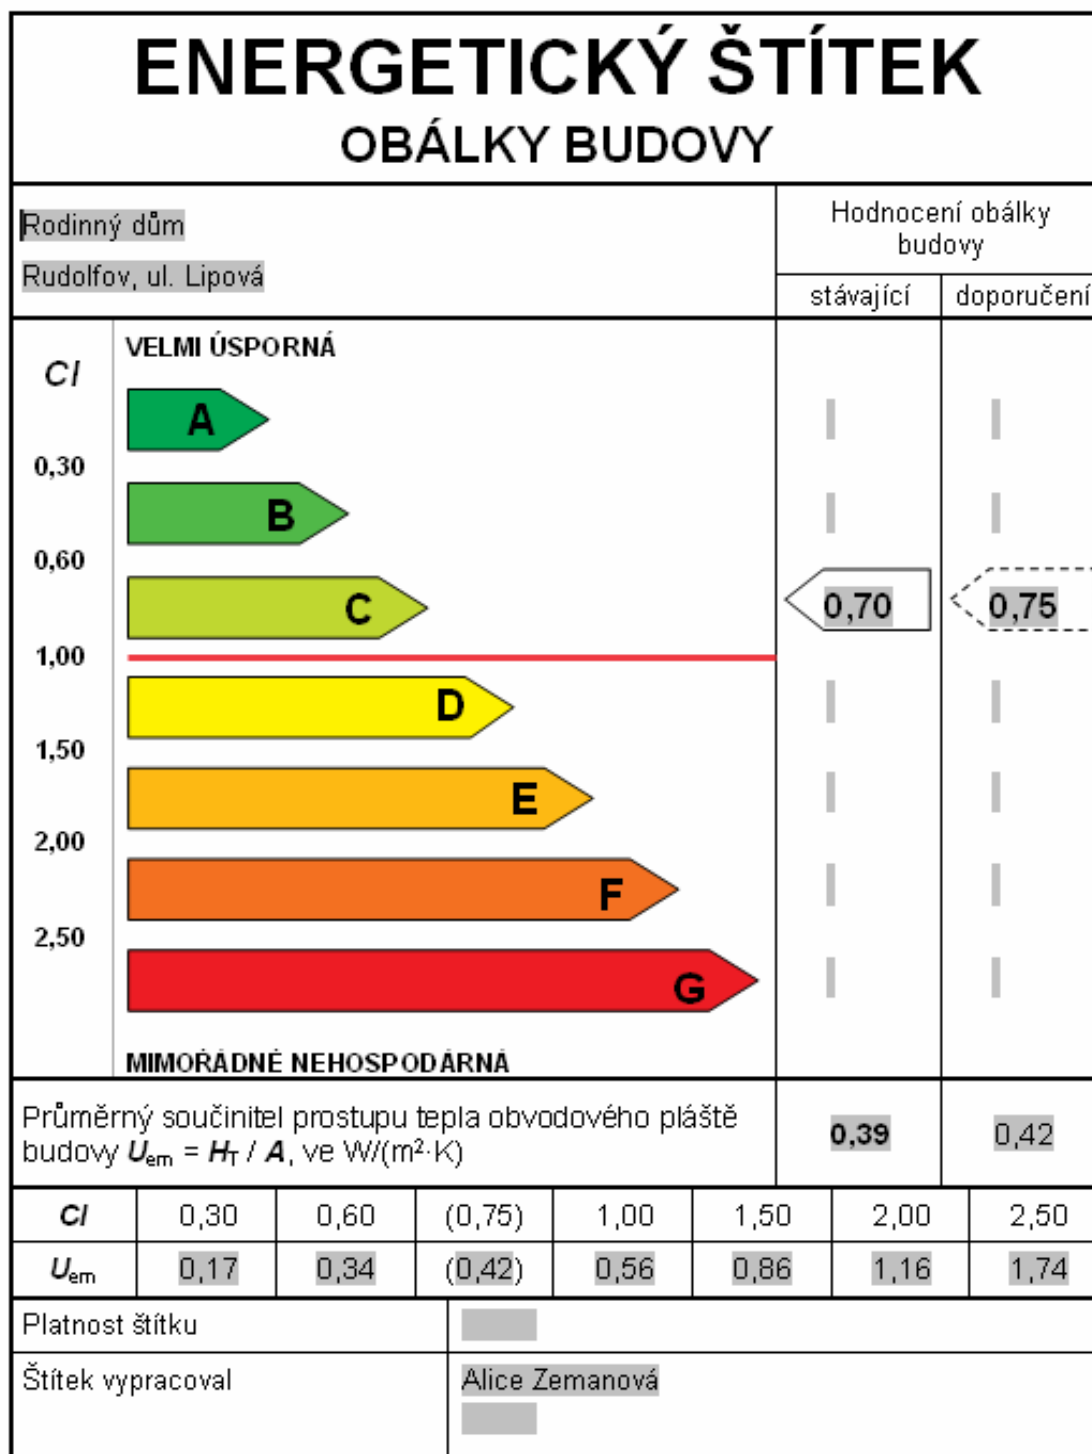 ENERGETICKÝ ŠTÍTEK
OBÁLKY BUDOVY
Rodinný dům
Rudolfov, ul. Lipová
Hodnocení obálky
budovy
stávající
doporučení
CI
VELMI ÚSPORNÁ
A
0,30
B
0,60
C
0,70
0,75
1,00
D
1,50
E
2,00
F
2,50
G
MIMOŘÁDNĚ NEHOSPODÁRNÁ
Průměrný součinitel prostupu tepla obvodového pláště
budovy Uem = HT / A, ve W/(m²·K)
0,39
0,42
CI 0,30 0,60 (0,75) 1,00 1,50 2,00 2,50
Uem 0,17 0,34 (0,42) 0,56 0,86 1,16 1,74
Platnost štítku
Štítek vypracoval
Alice Zemanová